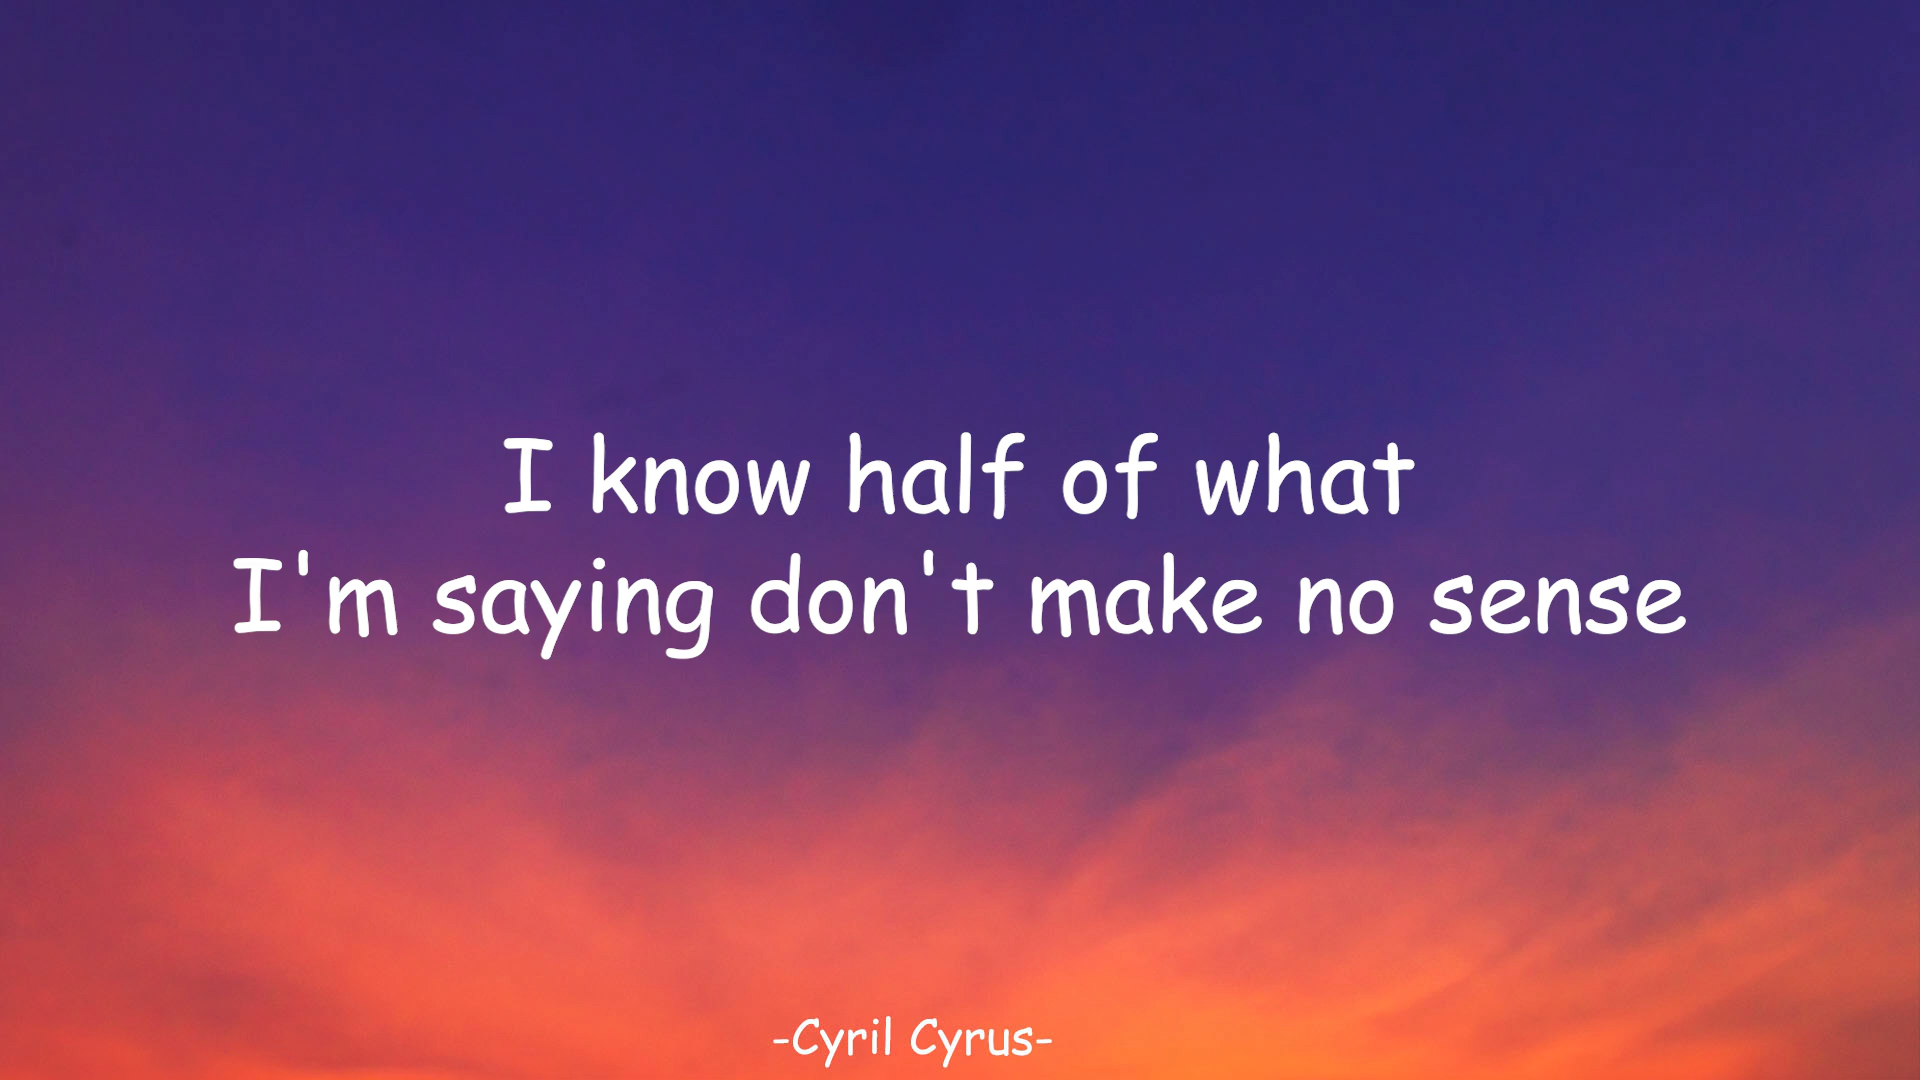 I know half of what
I'm saying don't make no sense
-Cyril Cyrus-